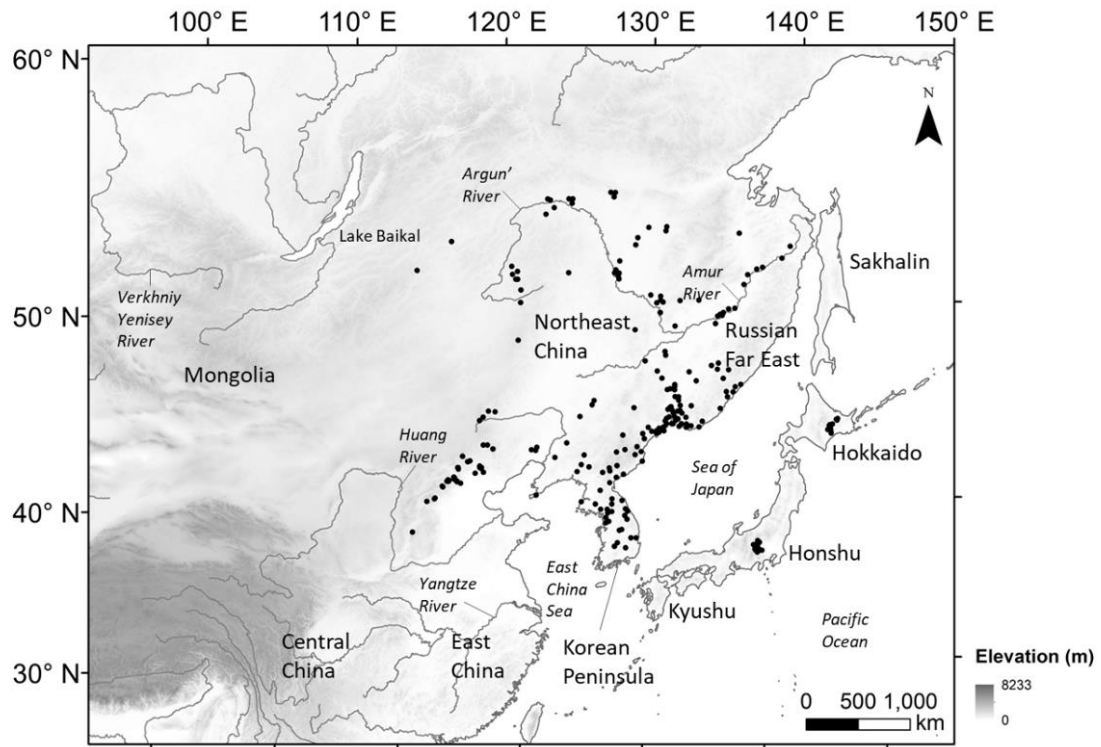 100° E 110° E 120° E 130° E 140° E 150° E
60° N
N
Argun'
River
Lake Baikal
Amur
River
Sakhalin
Verkhniy
Yenisey
River
50° N
Northeast
China
Russian
Far East
Mongolia
Huang
River
Hokkaido
Sea of
Japan
40° N
Honshu
Yangtze
River
East
China
Sea
Kyushu
Pacific
Ocean
Central
China
East
China
Korean
Peninsula
30° N
Elevation (m)
8233
0
0 500 1,000
km